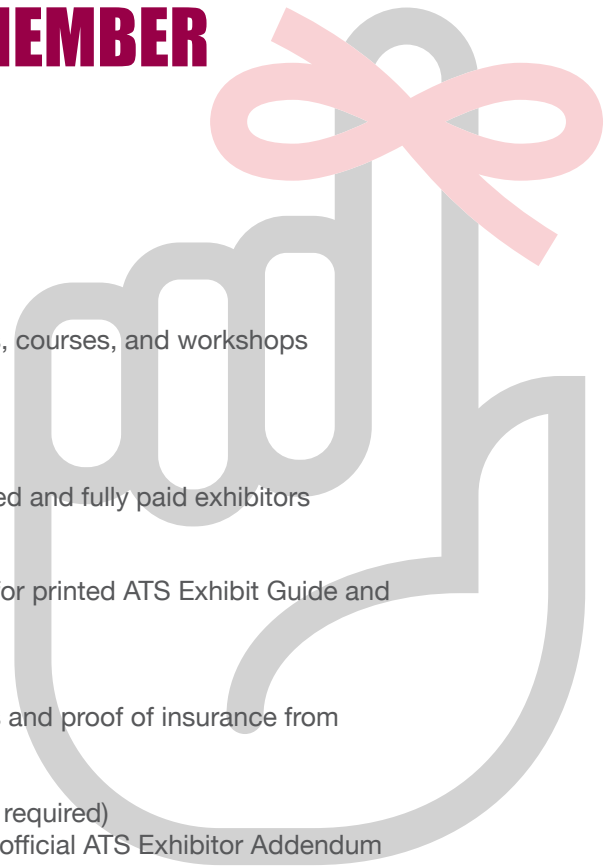 MEMBER
, courses, and workshops
ed and fully paid exhibitors
for printed ATS Exhibit Guide and
and proof of insurance from
required)
official ATS Exhibitor Addendum